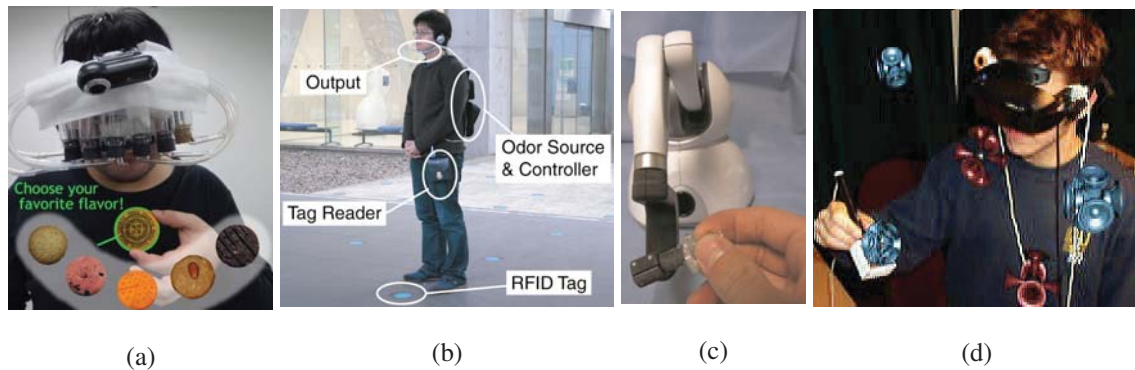 Choose your
favorite flavor!
Output
Odor Source
& Controller
Tag Reader
RFID Tag
(a)
(b)
(c)
(d)